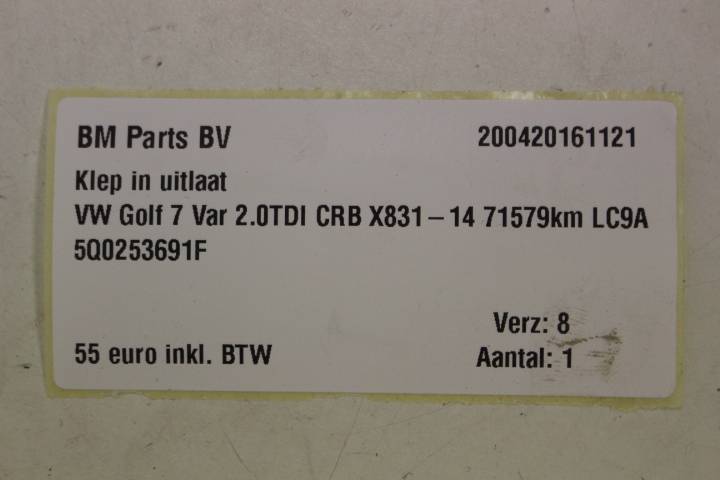 BM Parts BV 200420161121
Klep in uitlaat
VW Golf 7 Var 2.0TDI CRB X831-14 71579km LC9A
5Q0253691F
Verz: 8
55 euro inkl. BTW Aantal: 1